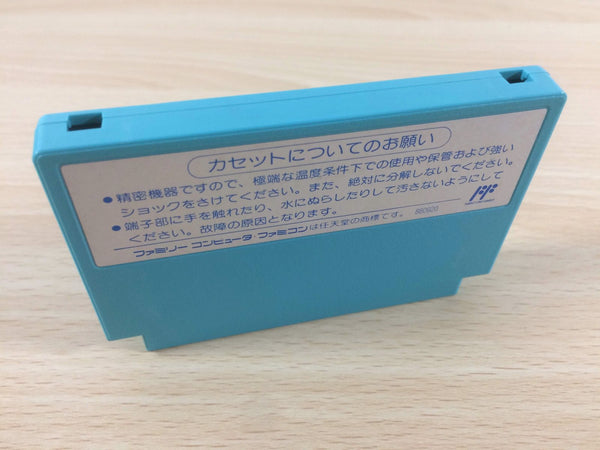 カセットについてのお願い
●精密機器ですので、極端な温度条件下での使用や保管および強い
ショックをさけてください。また、絶対に分解しないでください。
●端子部に手を触れたり、水にぬらしたりして汚さないようにして
ください。故障の原因となります。
ファミリーコンピュータ・ファミコンは任天堂の商標です。